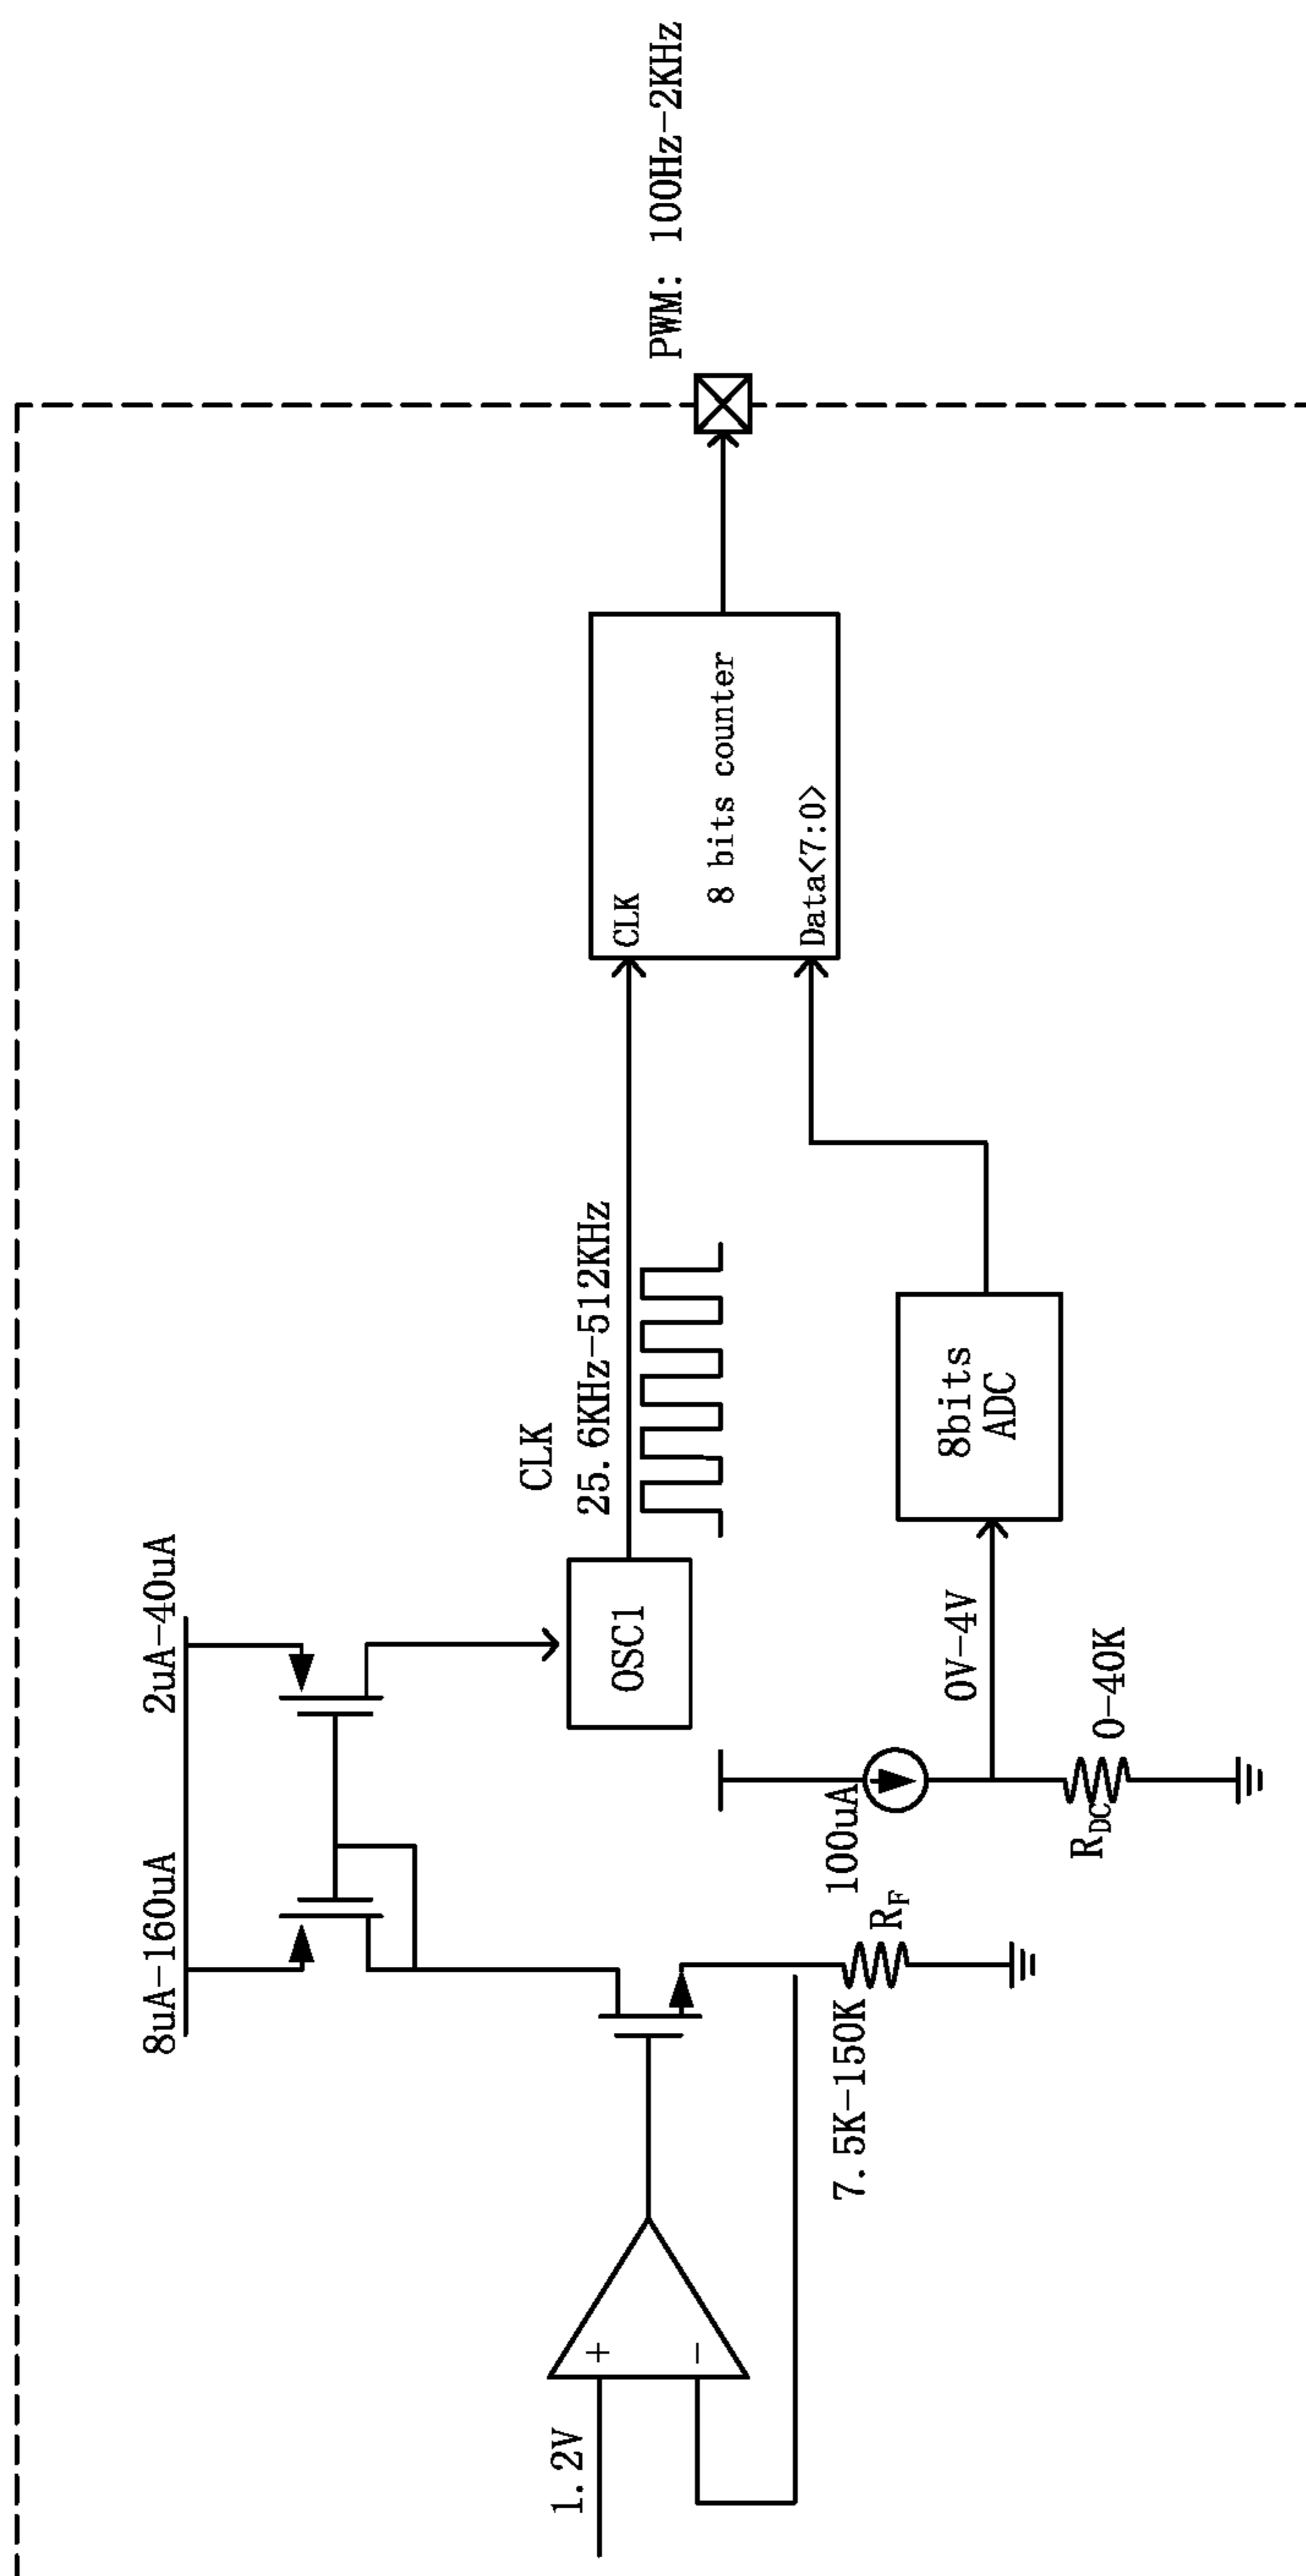 8uA-160uA
2uA-40uA
1.2V
+
-
7.5K-150K
R_F
OSC1
CLK
25.6KHz-512KHz
100uA
R_DC
0-40K
0V-4V
8bits
ADC
CLK
8 bits counter
Data<7:0>
PWM: 100Hz-2KHz